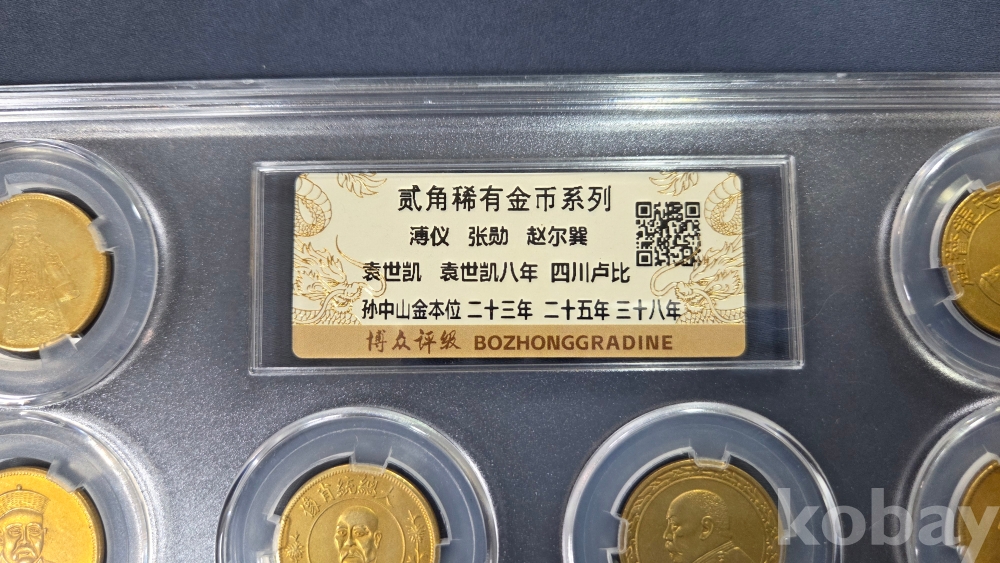 贰角稀有金币系列
溥仪 张勋 赵尔巽
袁世凯 袁世凯八年 四川卢比
孙中山金本位 二十三年 二十五年 三十八年
博众评级 BOZHONGGRADINE
kobay